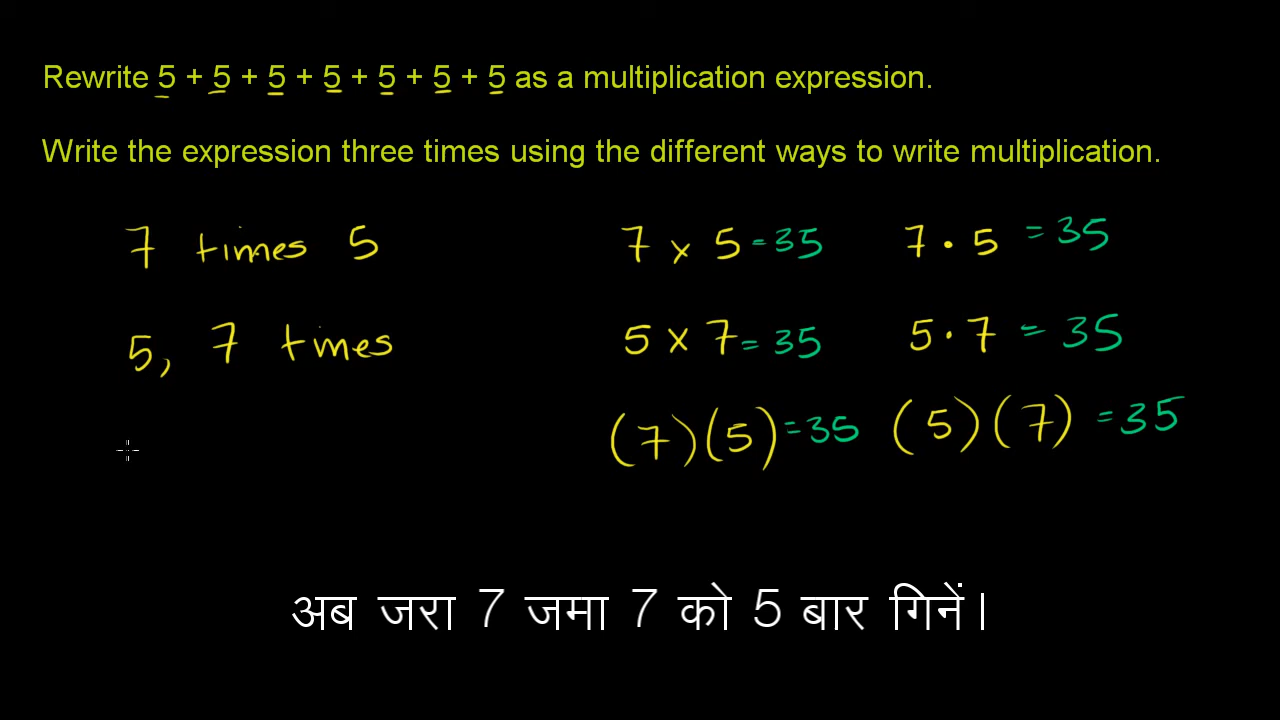 Rewrite 5 + 5 + 5 + 5 + 5 + 5 + 5 as a multiplication expression.
Write the expression three times using the different ways to write multiplication.
7 times 5 7 x 5 = 35 7 · 5 = 35
5, 7 times 5 x 7 = 35 5 · 7 = 35
(7)(5) = 35 (5)(7) = 35
अब जरा 7 जमा 7 को 5 बार गिनें।